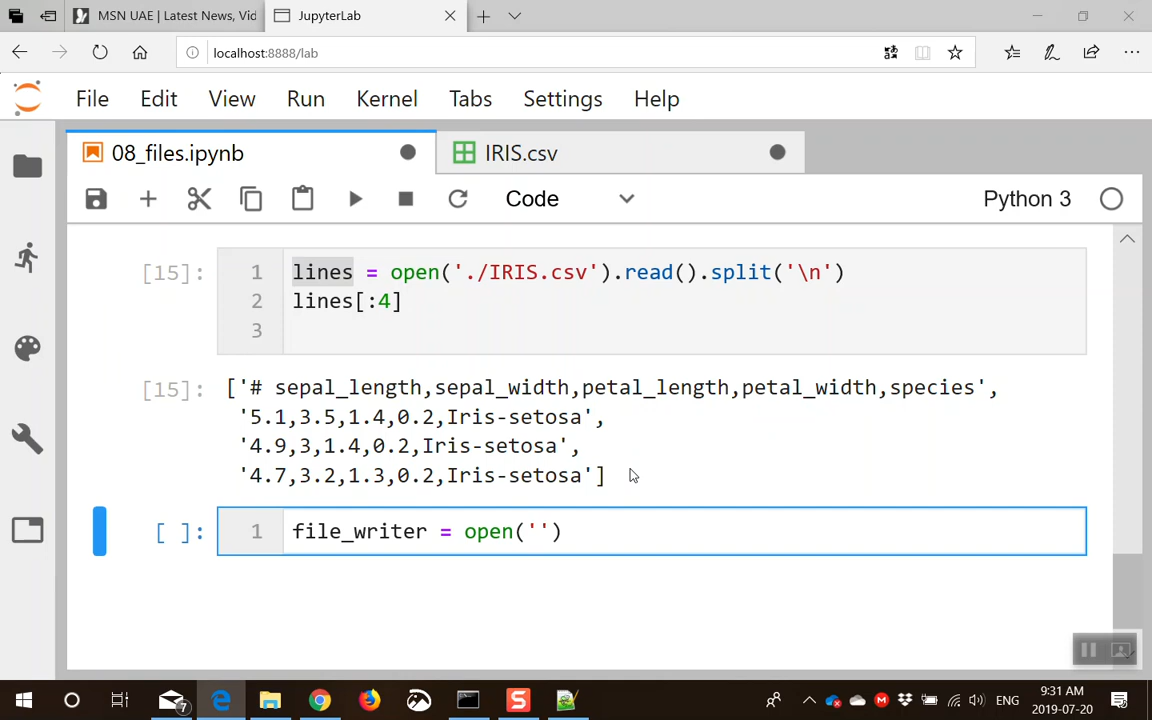 MSN UAE | Latest News, Vid
JupyterLab
localhost:8888/lab
File Edit View Run Kernel Tabs Settings Help
08_files.ipynb
IRIS.csv
Code
Python 3
[15]:
1 lines = open('./IRIS.csv').read().split('\n')
2 lines[:4]
3
[15]:
['# sepal_length,sepal_width,petal_length,petal_width,species',
'5.1,3.5,1.4,0.2,Iris-setosa',
'4.9,3,1.4,0.2,Iris-setosa',
'4.7,3.2,1.3,0.2,Iris-setosa']
[ ]:
1 file_writer = open('')
7
ENG
9:31 AM
2019-07-20